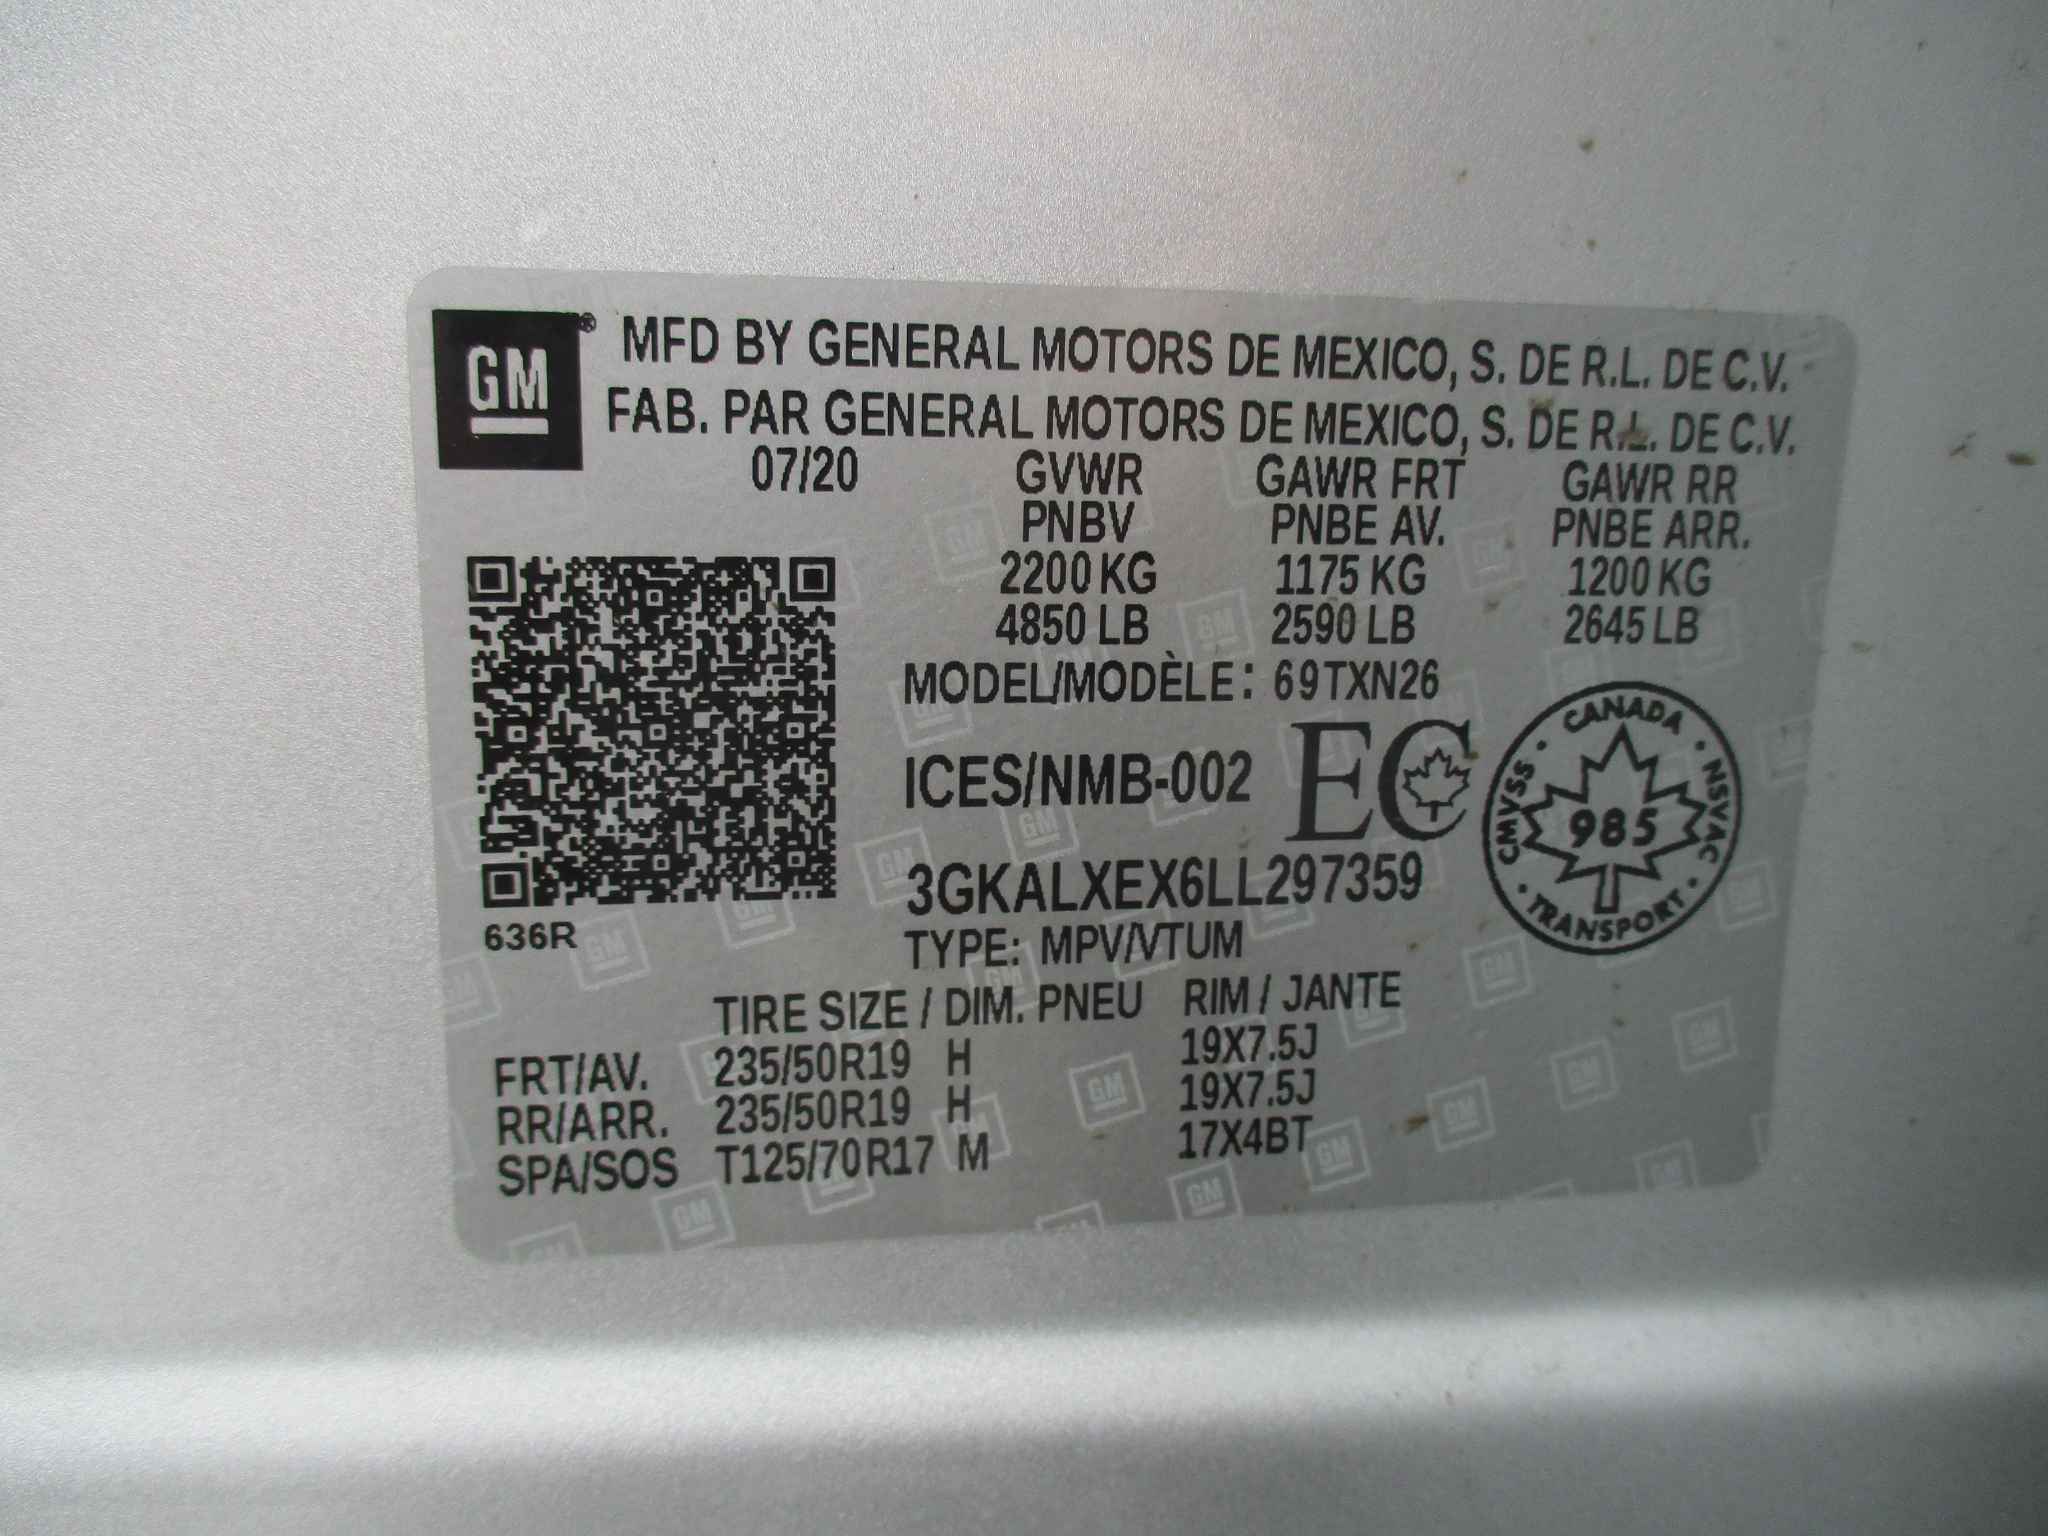 GM ® MFD BY GENERAL MOTORS DE MEXICO, S. DE R.L. DE C.V.
FAB. PAR GENERAL MOTORS DE MEXICO, S. DE R.L. DE C.V.
07/20 GVWR GAWR FRT GAWR RR
PNBV PNBE AV. PNBE ARR.
2200 KG 1175 KG 1200 KG
4850 LB 2590 LB 2645 LB
MODEL/MODÈLE: 69TXN26
ICES/NMB-002 EC
CANADA · NSVAC · TRANSPORT · CMVSS ·
985
3GKALXEX6LL297359
636R
TYPE: MPV/VTUM
TIRE SIZE / DIM. PNEU RIM / JANTE
FRT/AV. 235/50R19 H 19X7.5J
RR/ARR. 235/50R19 H 19X7.5J
SPA/SOS T125/70R17 M 17X4BT